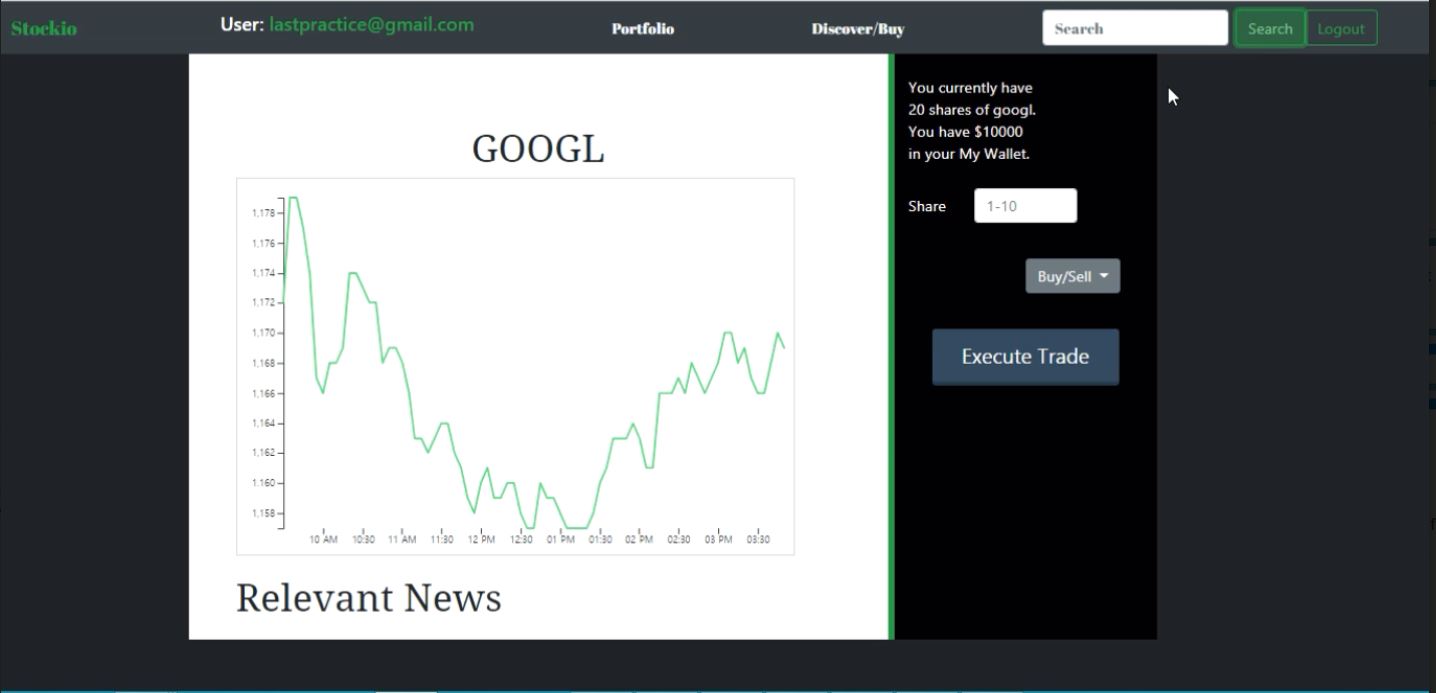 Stockio
User: lastpractice@gmail.com
Portfolio
Discover/Buy
Search
Search
Logout
GOOGL
1,178
1,176
1,174
1,172
1,170
1,168
1,166
1,164
1,162
1,160
1,158
10 AM 10:30 11 AM 11:30 12 PM 12:30 01 PM 01:30 02 PM 02:30 03 PM 03:30
Relevant News
You currently have
20 shares of googl.
You have $10000
in your My Wallet.
Share 1-10
Buy/Sell
Execute Trade